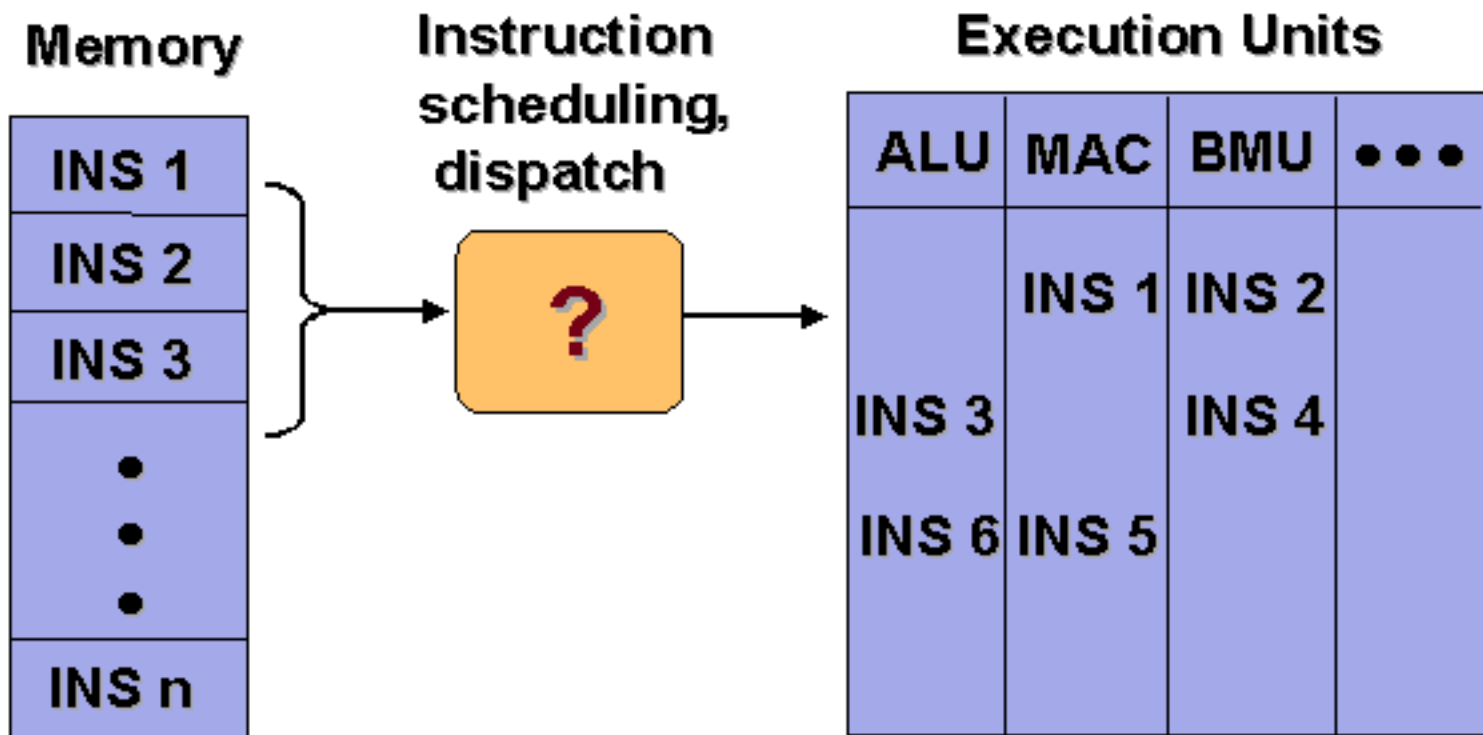 Memory
INS 1
INS 2
INS 3
INS n
Instruction
scheduling,
dispatch
?
Execution Units
ALU MAC BMU •••
INS 1 INS 2
INS 3 INS 4
INS 6 INS 5